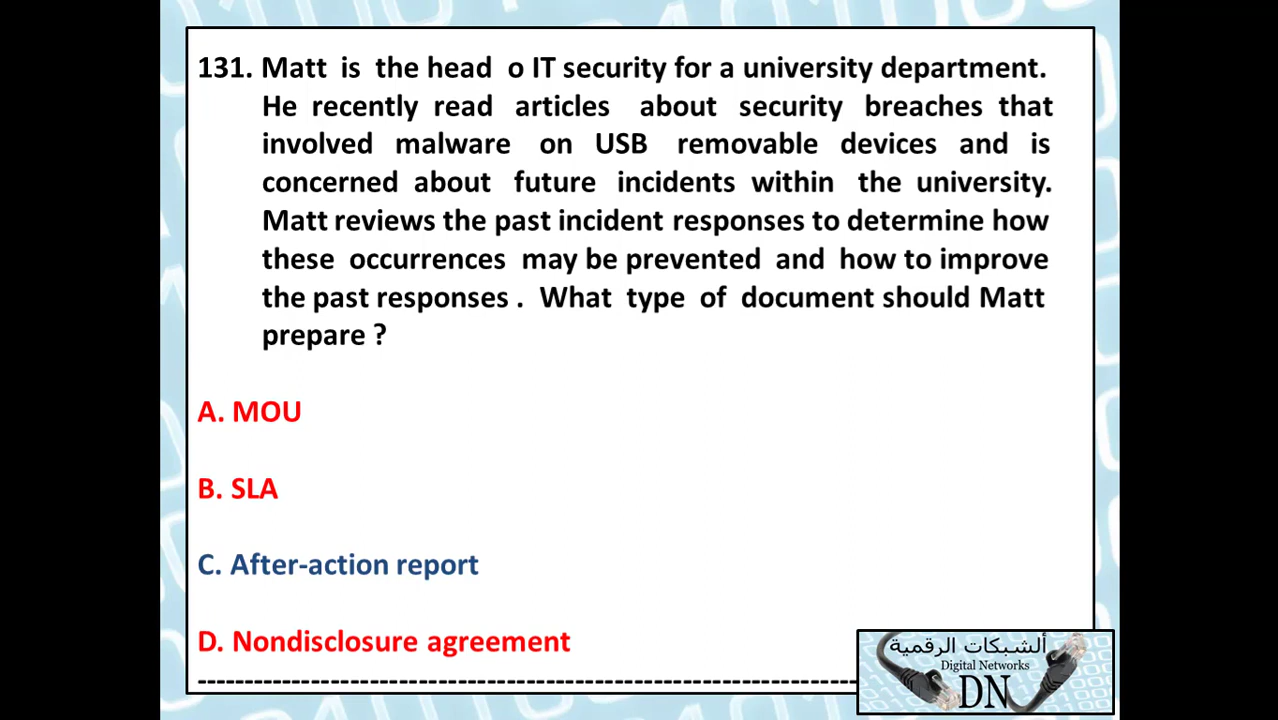 131. Matt is the head o IT security for a university department.
He recently read articles about security breaches that
involved malware on USB removable devices and is
concerned about future incidents within the university.
Matt reviews the past incident responses to determine how
these occurrences may be prevented and how to improve
the past responses . What type of document should Matt
prepare ?
A. MOU
B. SLA
C. After-action report
D. Nondisclosure agreement
ألشبكات الرقمية
Digital Networks
DN